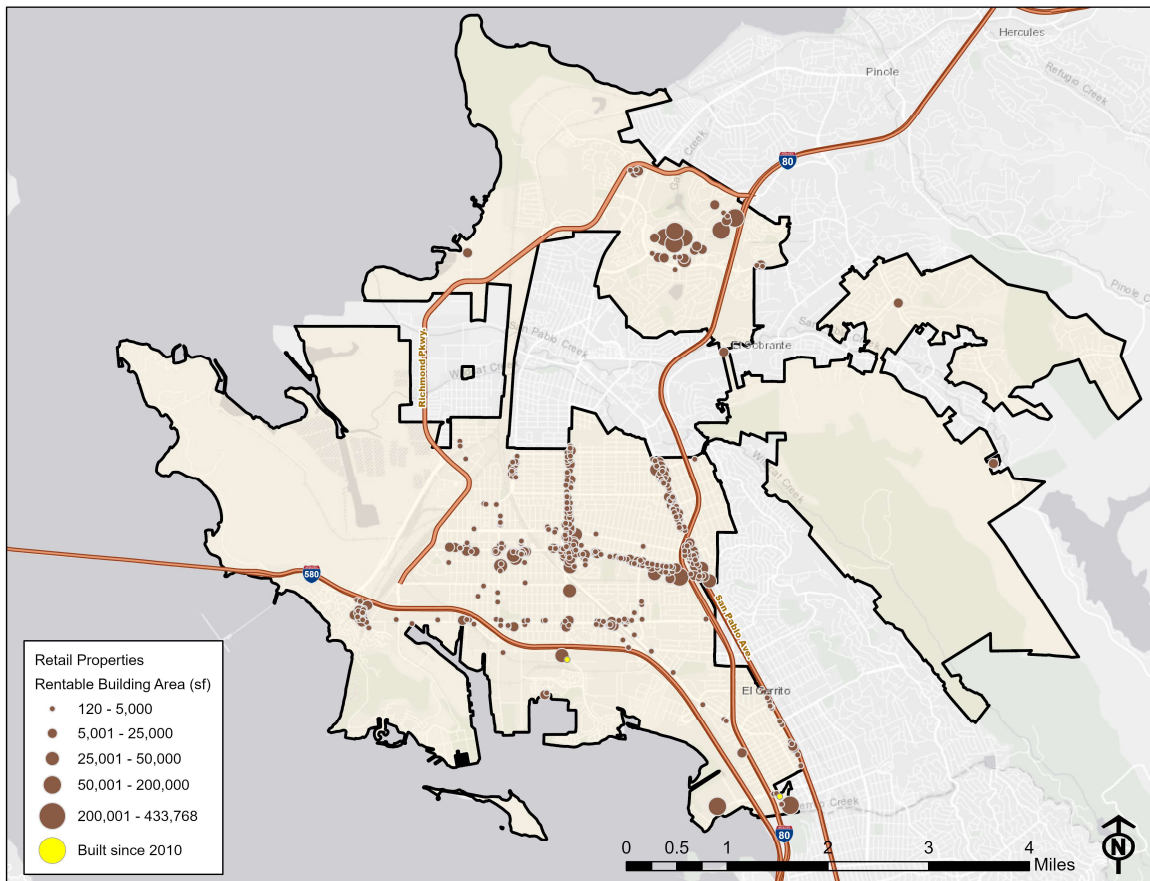 Hercules
Pinole
Refugio Creek
80
Richmond Pkwy.
San Pablo Creek
El Sobrante
580
San Pablo Ave.
El Cerrito
80
Retail Properties
Rentable Building Area (sf)
120 - 5,000
5,001 - 25,000
25,001 - 50,000
50,001 - 200,000
200,001 - 433,768
Built since 2010
0 0.5 1 2 3 4
Miles
N